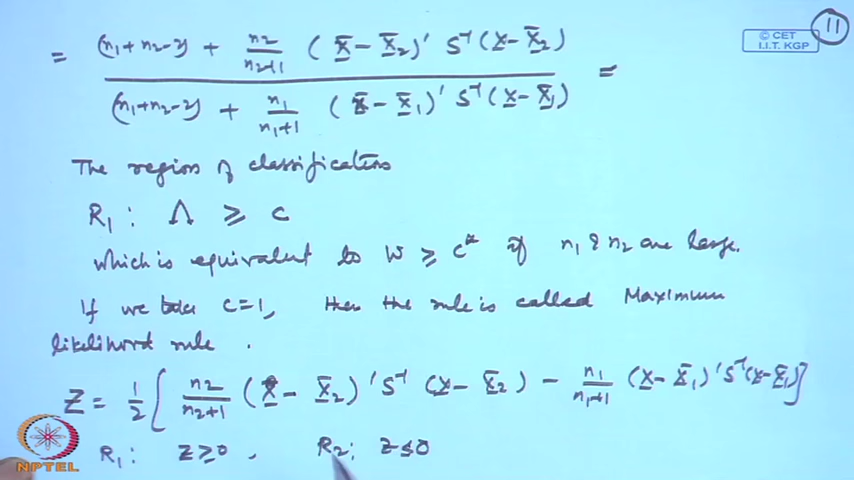 11
© CET
I.I.T. KGP
= (n₁+n₂-2) + n₂/(n₂+1) (x̄ - x̄₂)' S⁻¹ (x - x̄₂)
(n₁+n₂-2) + n₁/(n₁+1) (x - x̄₁)' S⁻¹ (x - x̄₁) =
The region of classification
R₁ : Λ ≥ c
which is equivalent to W ≥ c* if n₁ & n₂ are large.
If we take c=1, then the rule is called Maximum
likelihood rule .
Z = 1/2 [ n₂/(n₂+1) (x - x̄₂)' S⁻¹ (x - x̄₂) - n₁/(n₁+1) (x - x̄₁)' S⁻¹ (x - x̄₁) ]
R₁ : Z ≥ 0 , R₂ : Z ≤ 0
NPTEL